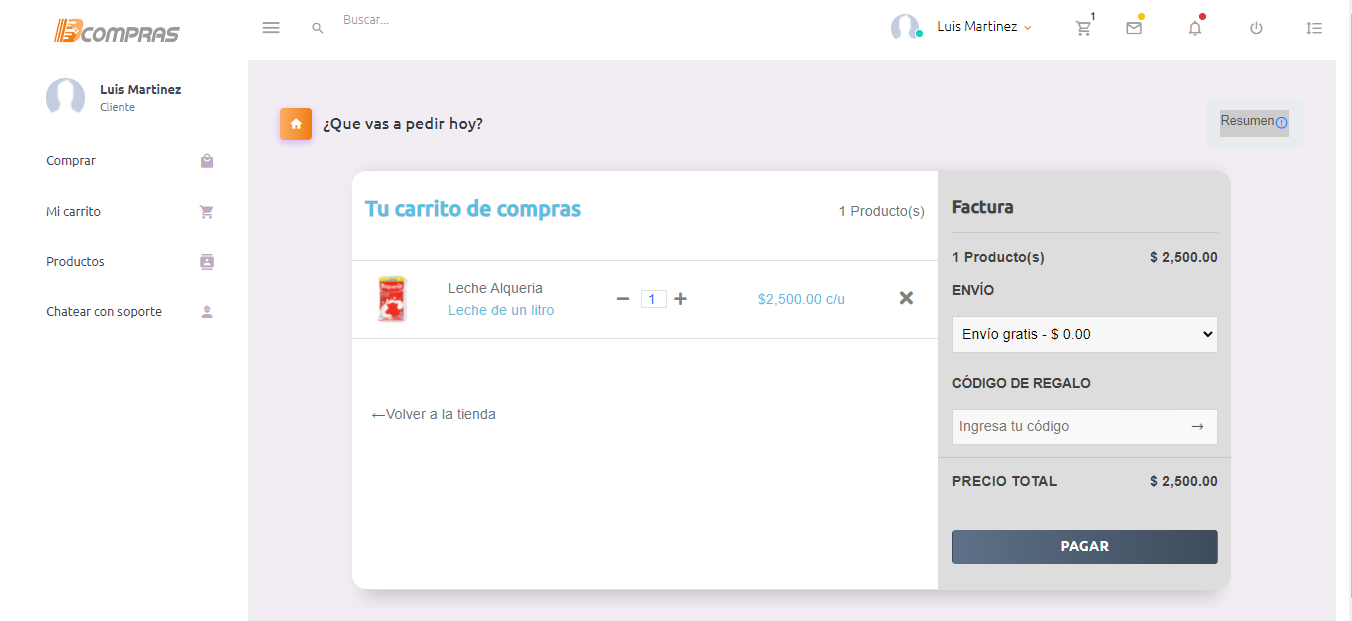 BCOMPRAS
Buscar...
Luis Martinez
1
Luis Martinez
Cliente
Comprar
Mi carrito
Productos
Chatear con soporte
¿Que vas a pedir hoy?
Resumen
Tu carrito de compras
1 Producto(s)
Leche Alqueria
Leche de un litro
1
$2,500.00 c/u
←Volver a la tienda
Factura
1 Producto(s) $ 2,500.00
ENVÍO
Envío gratis - $ 0.00
CÓDIGO DE REGALO
Ingresa tu código →
PRECIO TOTAL $ 2,500.00
PAGAR